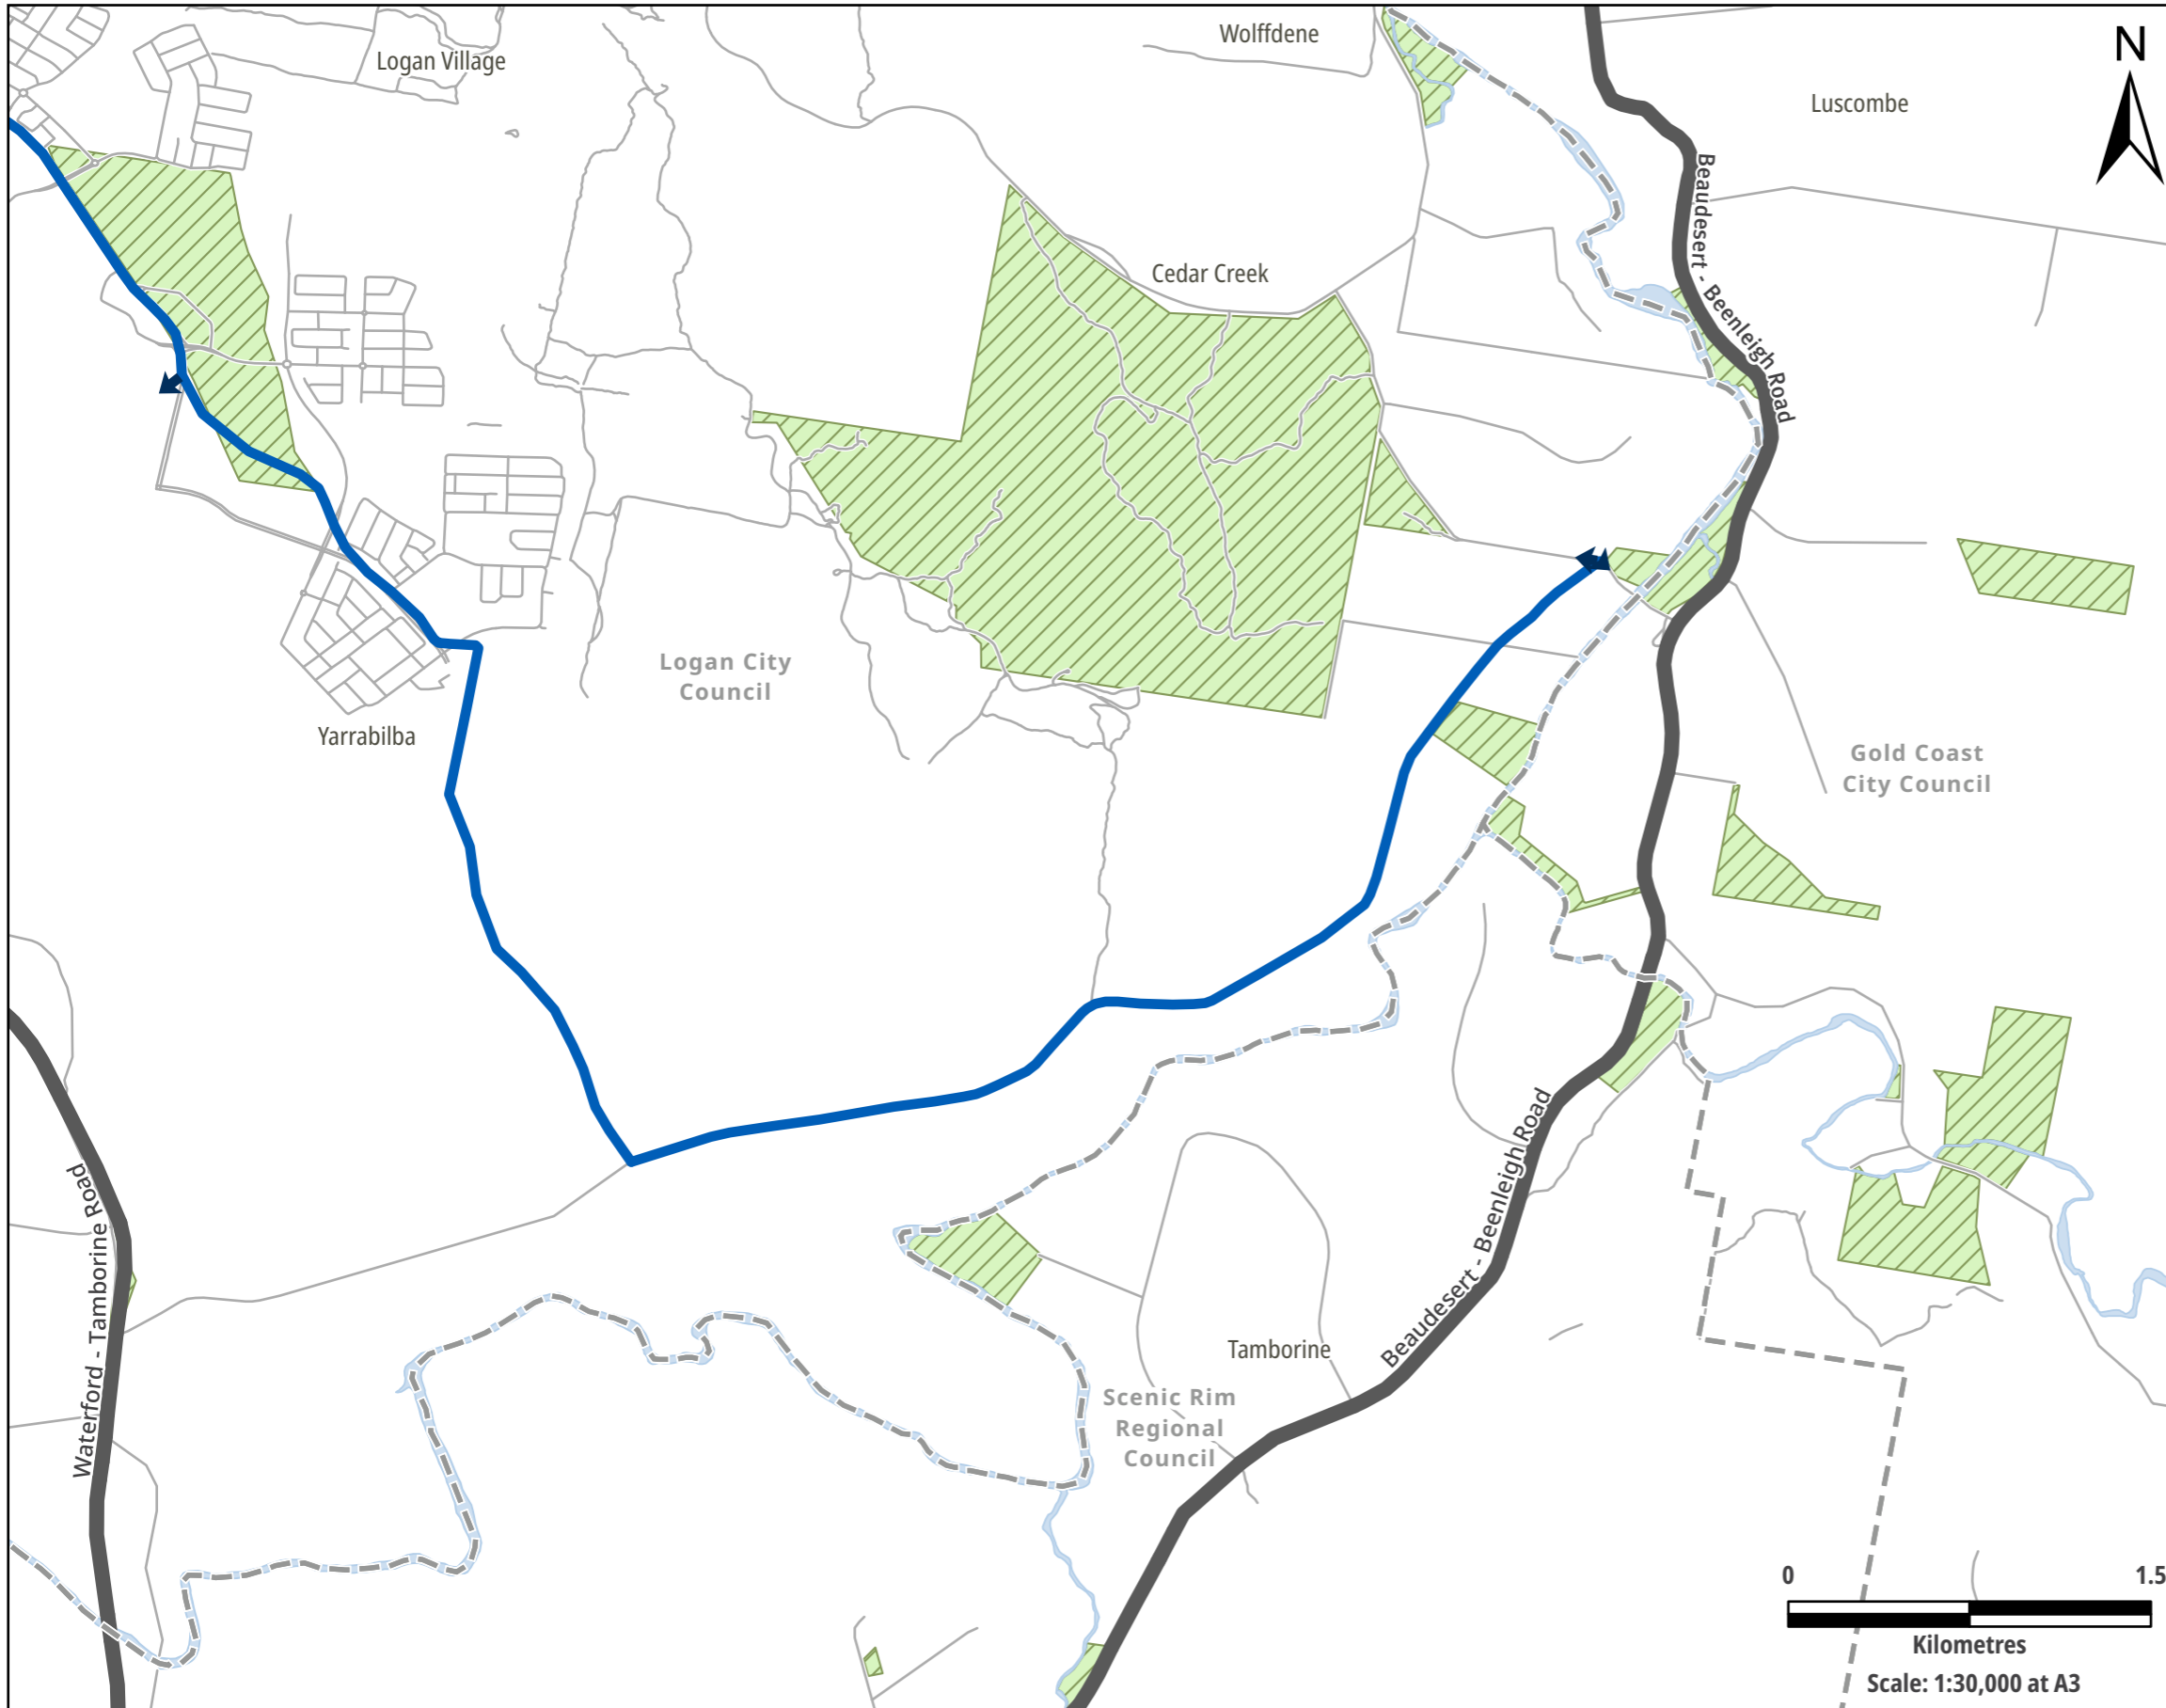 Wolffdene
N
Logan Village
Luscombe
Beaudesert - Beenleigh Road
Cedar Creek
Logan City
Council
Yarrabilba
Gold Coast
City Council
Waterford - Tamborine Road
Beaudesert - Beenleigh Road
Tamborine
Scenic Rim
Regional
Council
0 1.5
Kilometres
Scale: 1:30,000 at A3